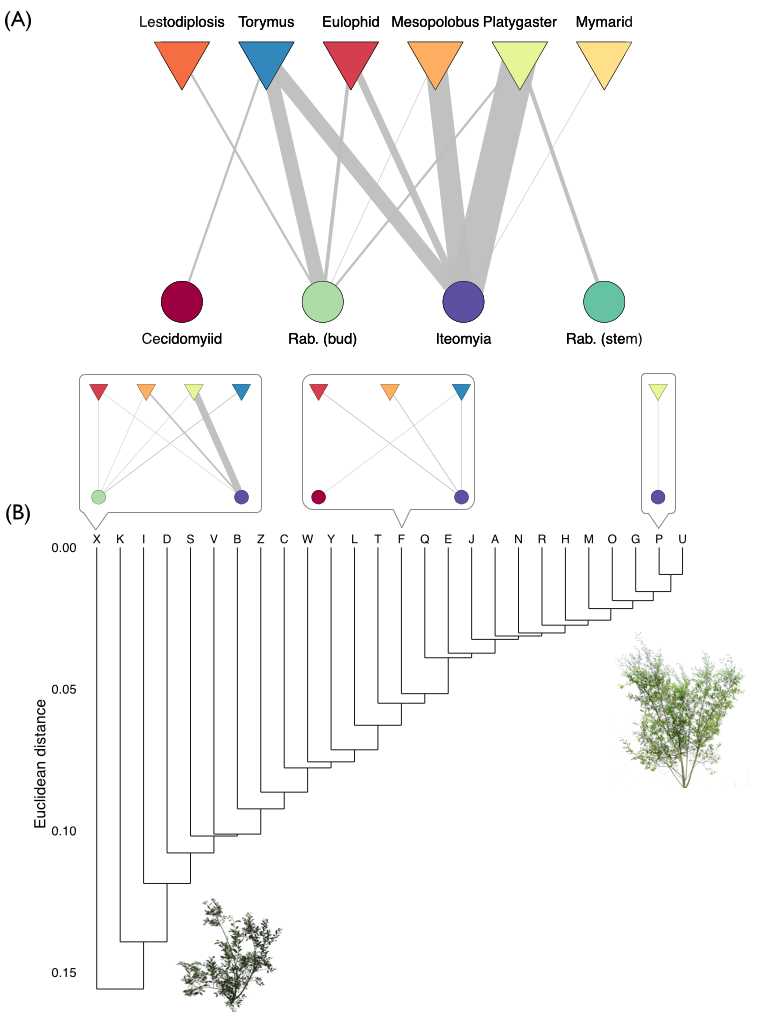 (A)
Lestodiplosis Torymus Eulophid Mesopolobus Platygaster Mymarid
Cecidomyiid Rab. (bud) Iteomyia Rab. (stem)
(B)
X K I D S V B Z C W Y L T F Q E J A N R H M O G P U
0.00
0.05
0.10
0.15
Euclidean distance